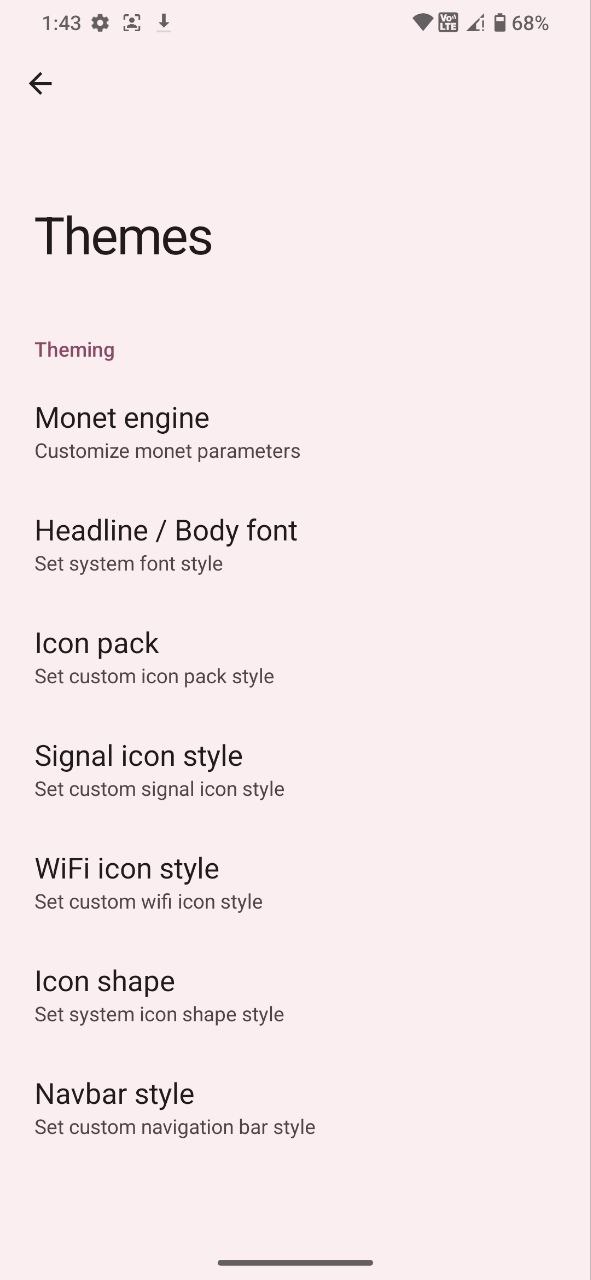 1:43 Vo LTE 68%
Themes
Theming
Monet engine
Customize monet parameters
Headline / Body font
Set system font style
Icon pack
Set custom icon pack style
Signal icon style
Set custom signal icon style
WiFi icon style
Set custom wifi icon style
Icon shape
Set system icon shape style
Navbar style
Set custom navigation bar style